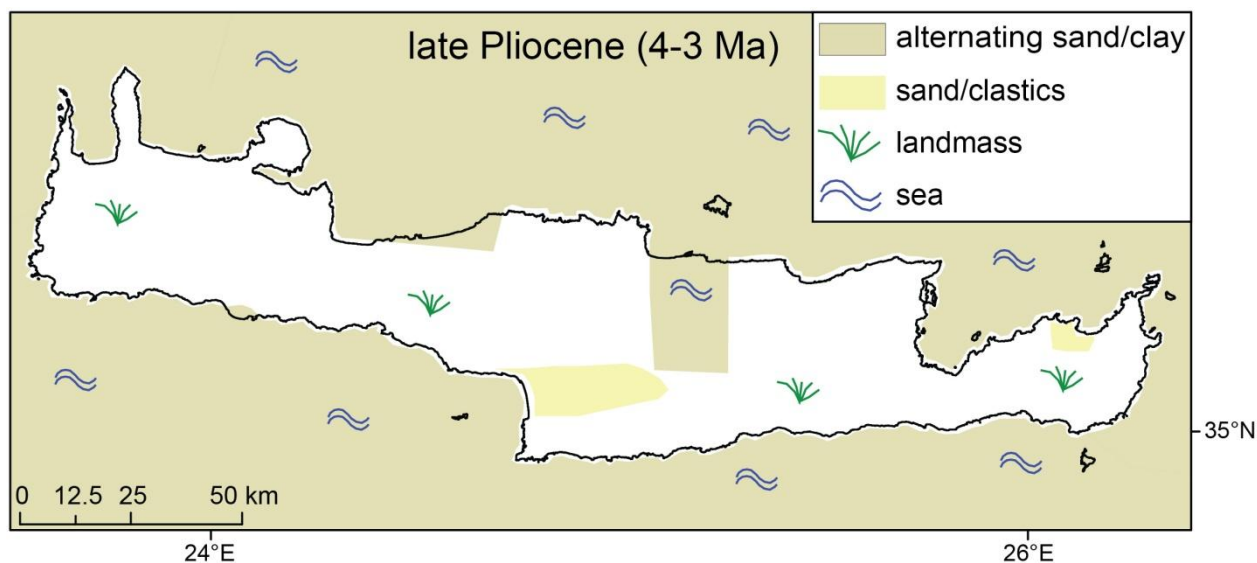 late Pliocene (4-3 Ma)
alternating sand/clay
sand/clastics
landmass
sea
35°N
0 12.5 25 50 km
24°E 26°E